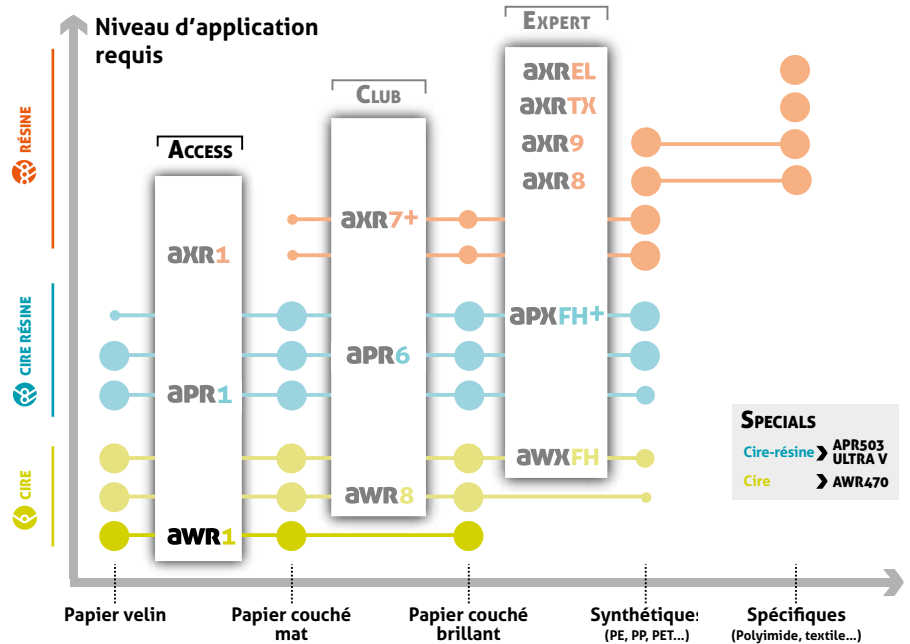 Niveau d’application
requis
EXPERT
CLUB
ACCESS
RÉSINE
CIRE RÉSINE
CIRE
aXREL
aXRTX
aXR9
aXR8
aXR7+
aXR1
aPXFH+
aPR6
aPR1
aWXFH
aWR8
aWR1
SPECIALS
Cire-résine APR503
ULTRA V
Cire AWR470
Papier velin
Papier couché
mat
Papier couché
brillant
Synthétiques
(PE, PP, PET...)
Spécifiques
(Polyimide, textile...)